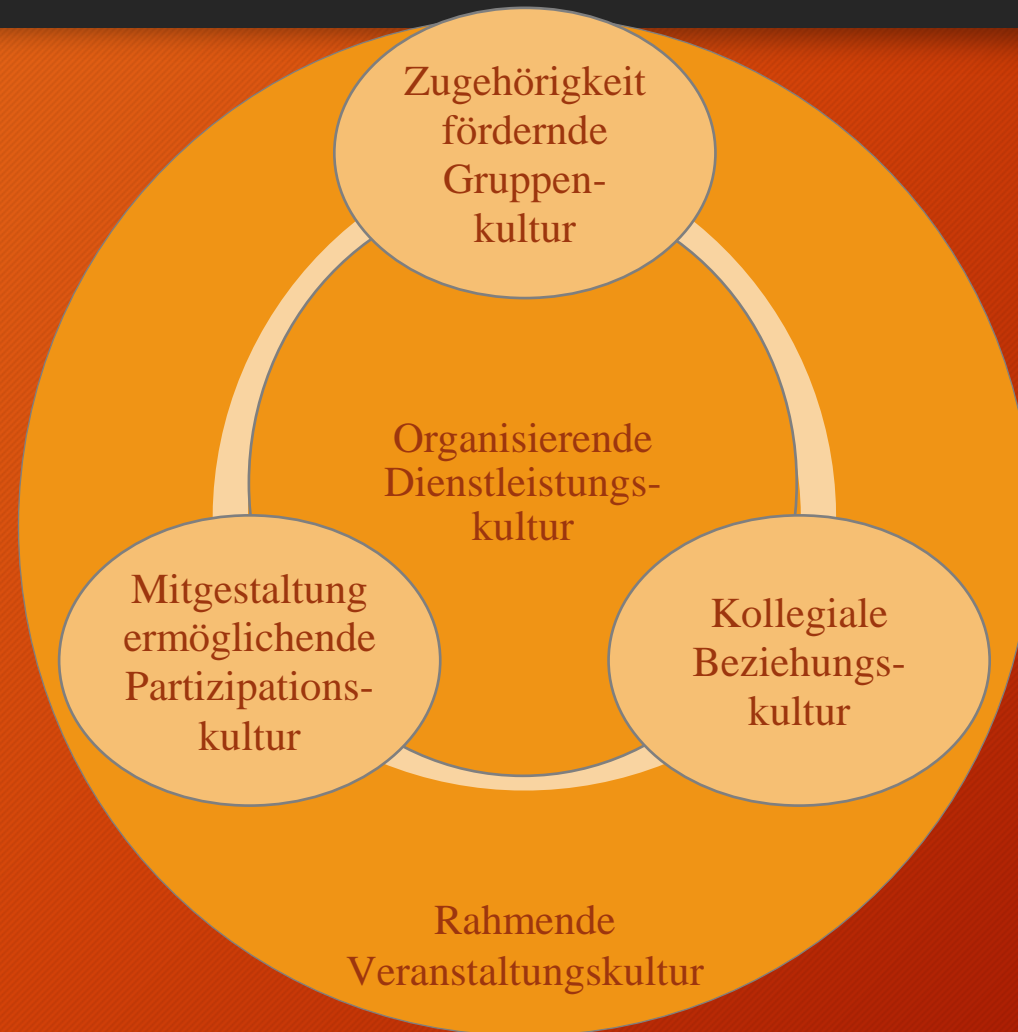 Zugehörigkeit
fördernde
Gruppen-
kultur
Organisierende
Dienstleistungs-
kultur
Mitgestaltung
ermöglichende
Partizipations-
kultur
Kollegiale
Beziehungs-
kultur
Rahmende
Veranstaltungskultur